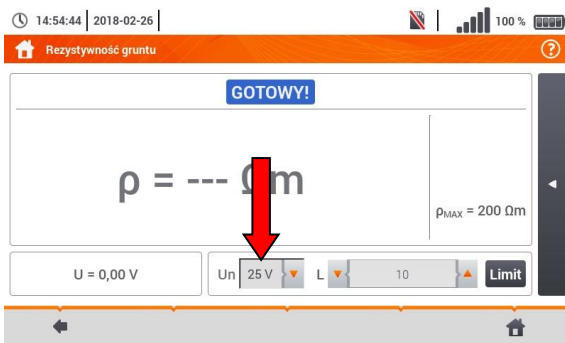 14:54:44 2018-02-26 100 %
Rezystywność gruntu ?
GOTOWY!
ρ = --- Ωm
ρMAX = 200 Ωm
U = 0,00 V Un 25 V L 10 Limit